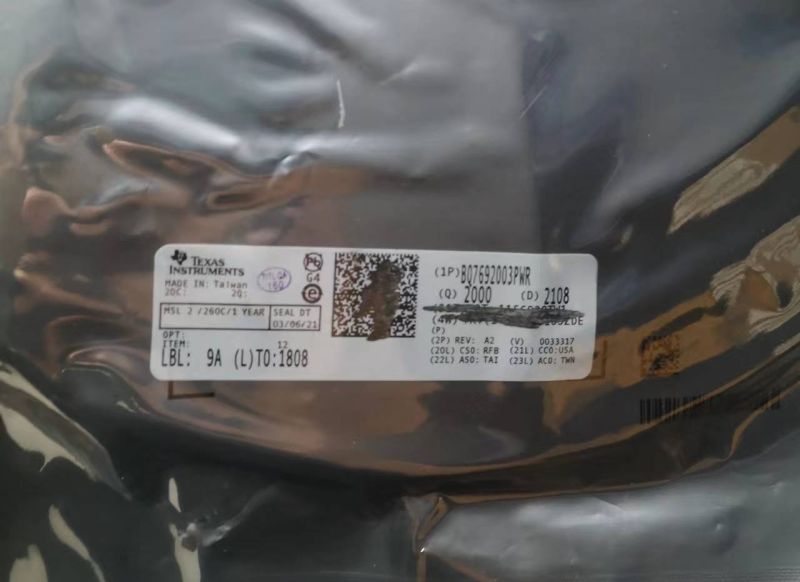 TEXAS
INSTRUMENTS
MADE IN: Taiwan
2DC: 2Q:
MSL 2 /260C/1 YEAR
SEAL DT
03/06/21
OPT:
ITEM: 12
LBL: 9A (L)TO:1808
Pb
G4
e
(1P)BQ7692003PWR
(Q) 2000 (D) 2108
(P)
(2P) REV: A2 (V) 0033317
(20L) CSO: RFB (21L) CCO:USA
(22L) ASO: TAI (23L) ACO: TWN